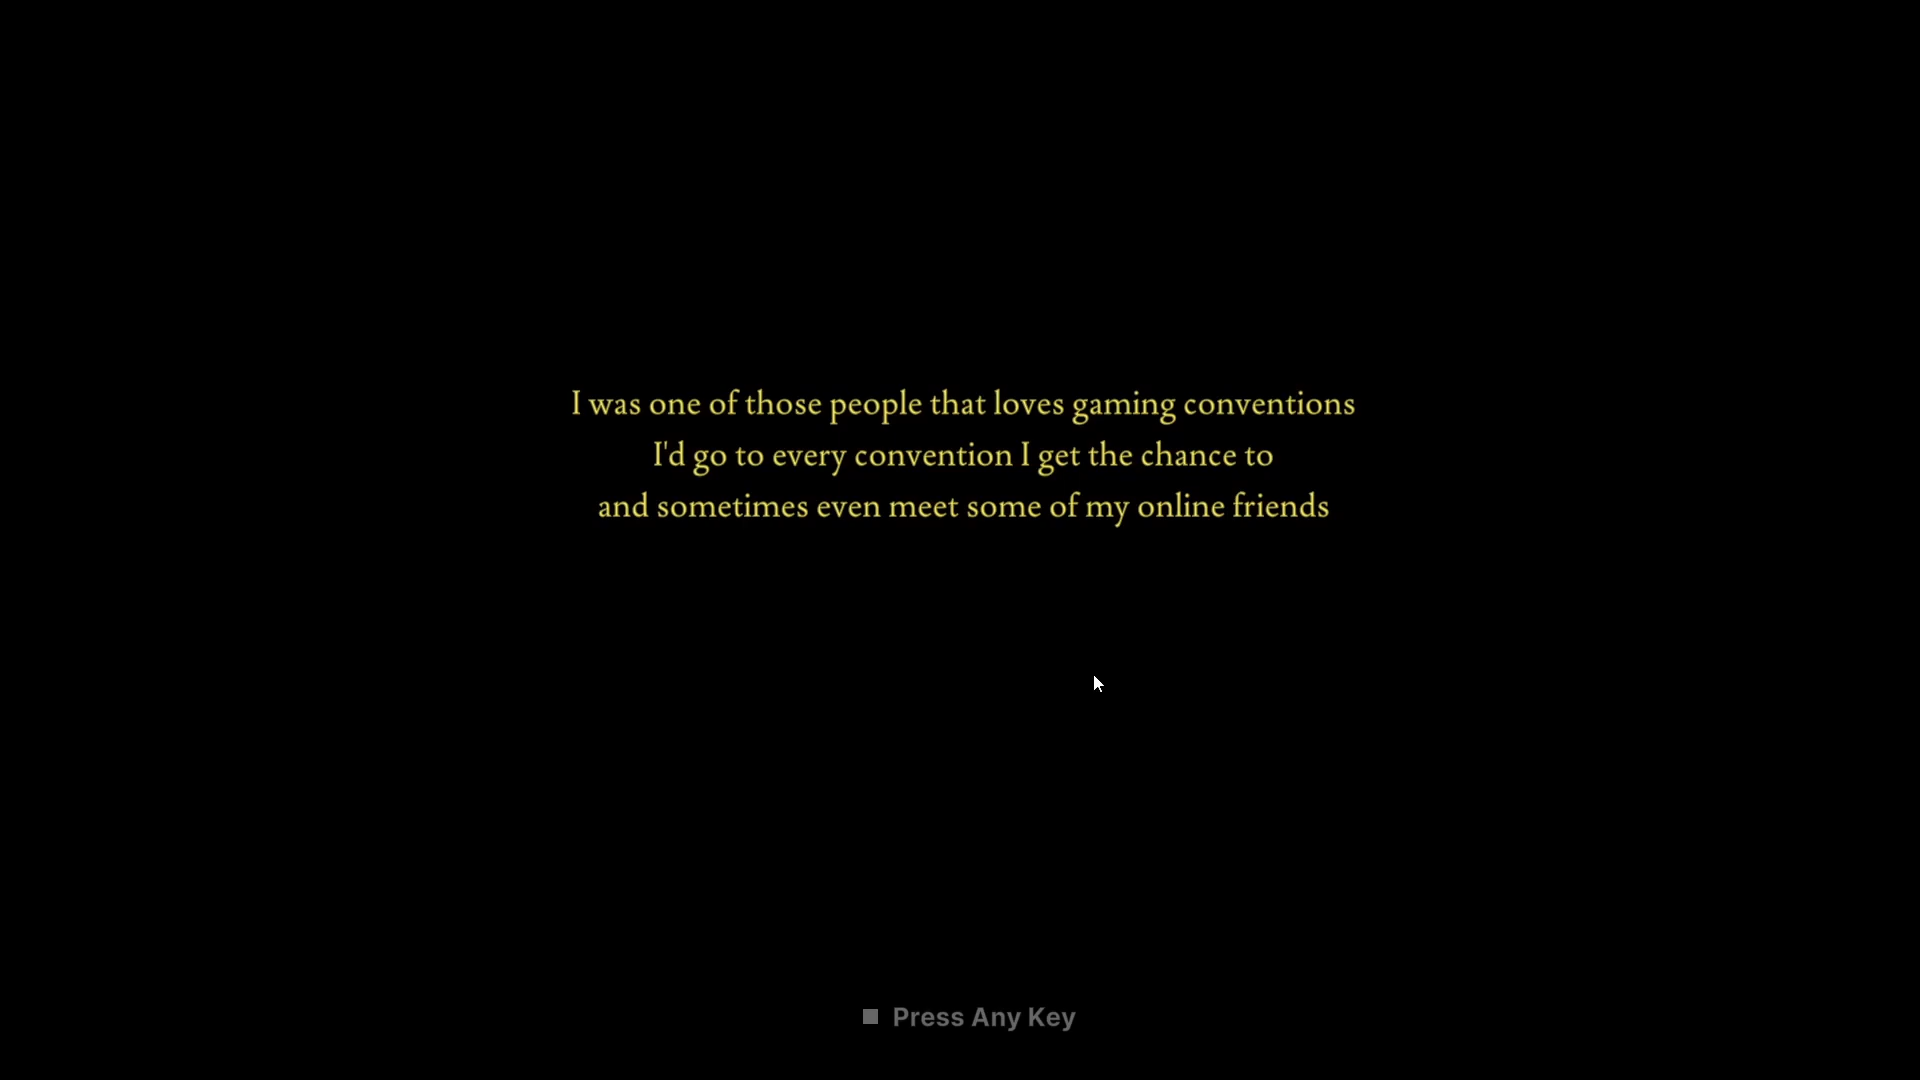 I was one of those people that loves gaming conventions
I'd go to every convention I get the chance to
and sometimes even meet some of my online friends
Press Any Key